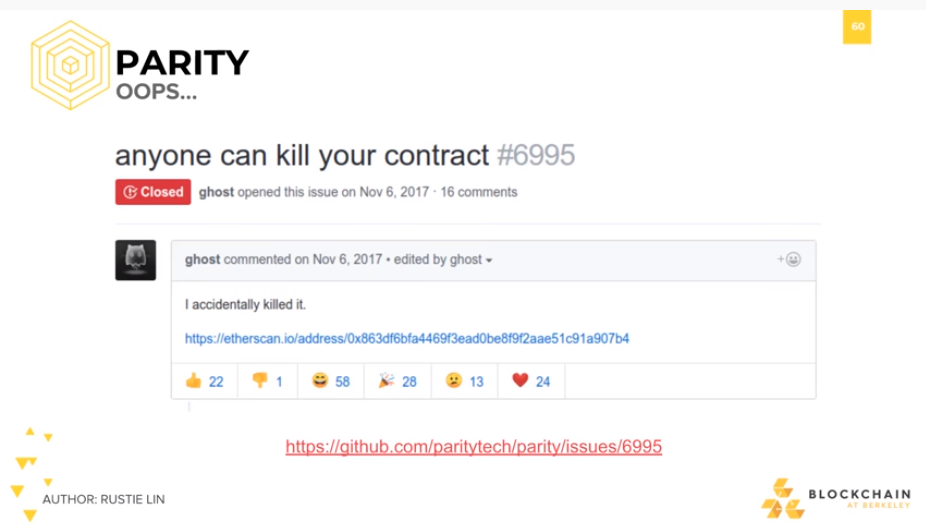 60
PARITY
OOPS...
anyone can kill your contract #6995
Closed ghost opened this issue on Nov 6, 2017 · 16 comments
ghost commented on Nov 6, 2017 • edited by ghost
I accidentally killed it.
https://etherscan.io/address/0x863df6bfa4469f3ead0be8f9f2aae51c91a907b4
22 1 58 28 13 24
https://github.com/paritytech/parity/issues/6995
AUTHOR: RUSTIE LIN
BLOCKCHAIN
AT BERKELEY